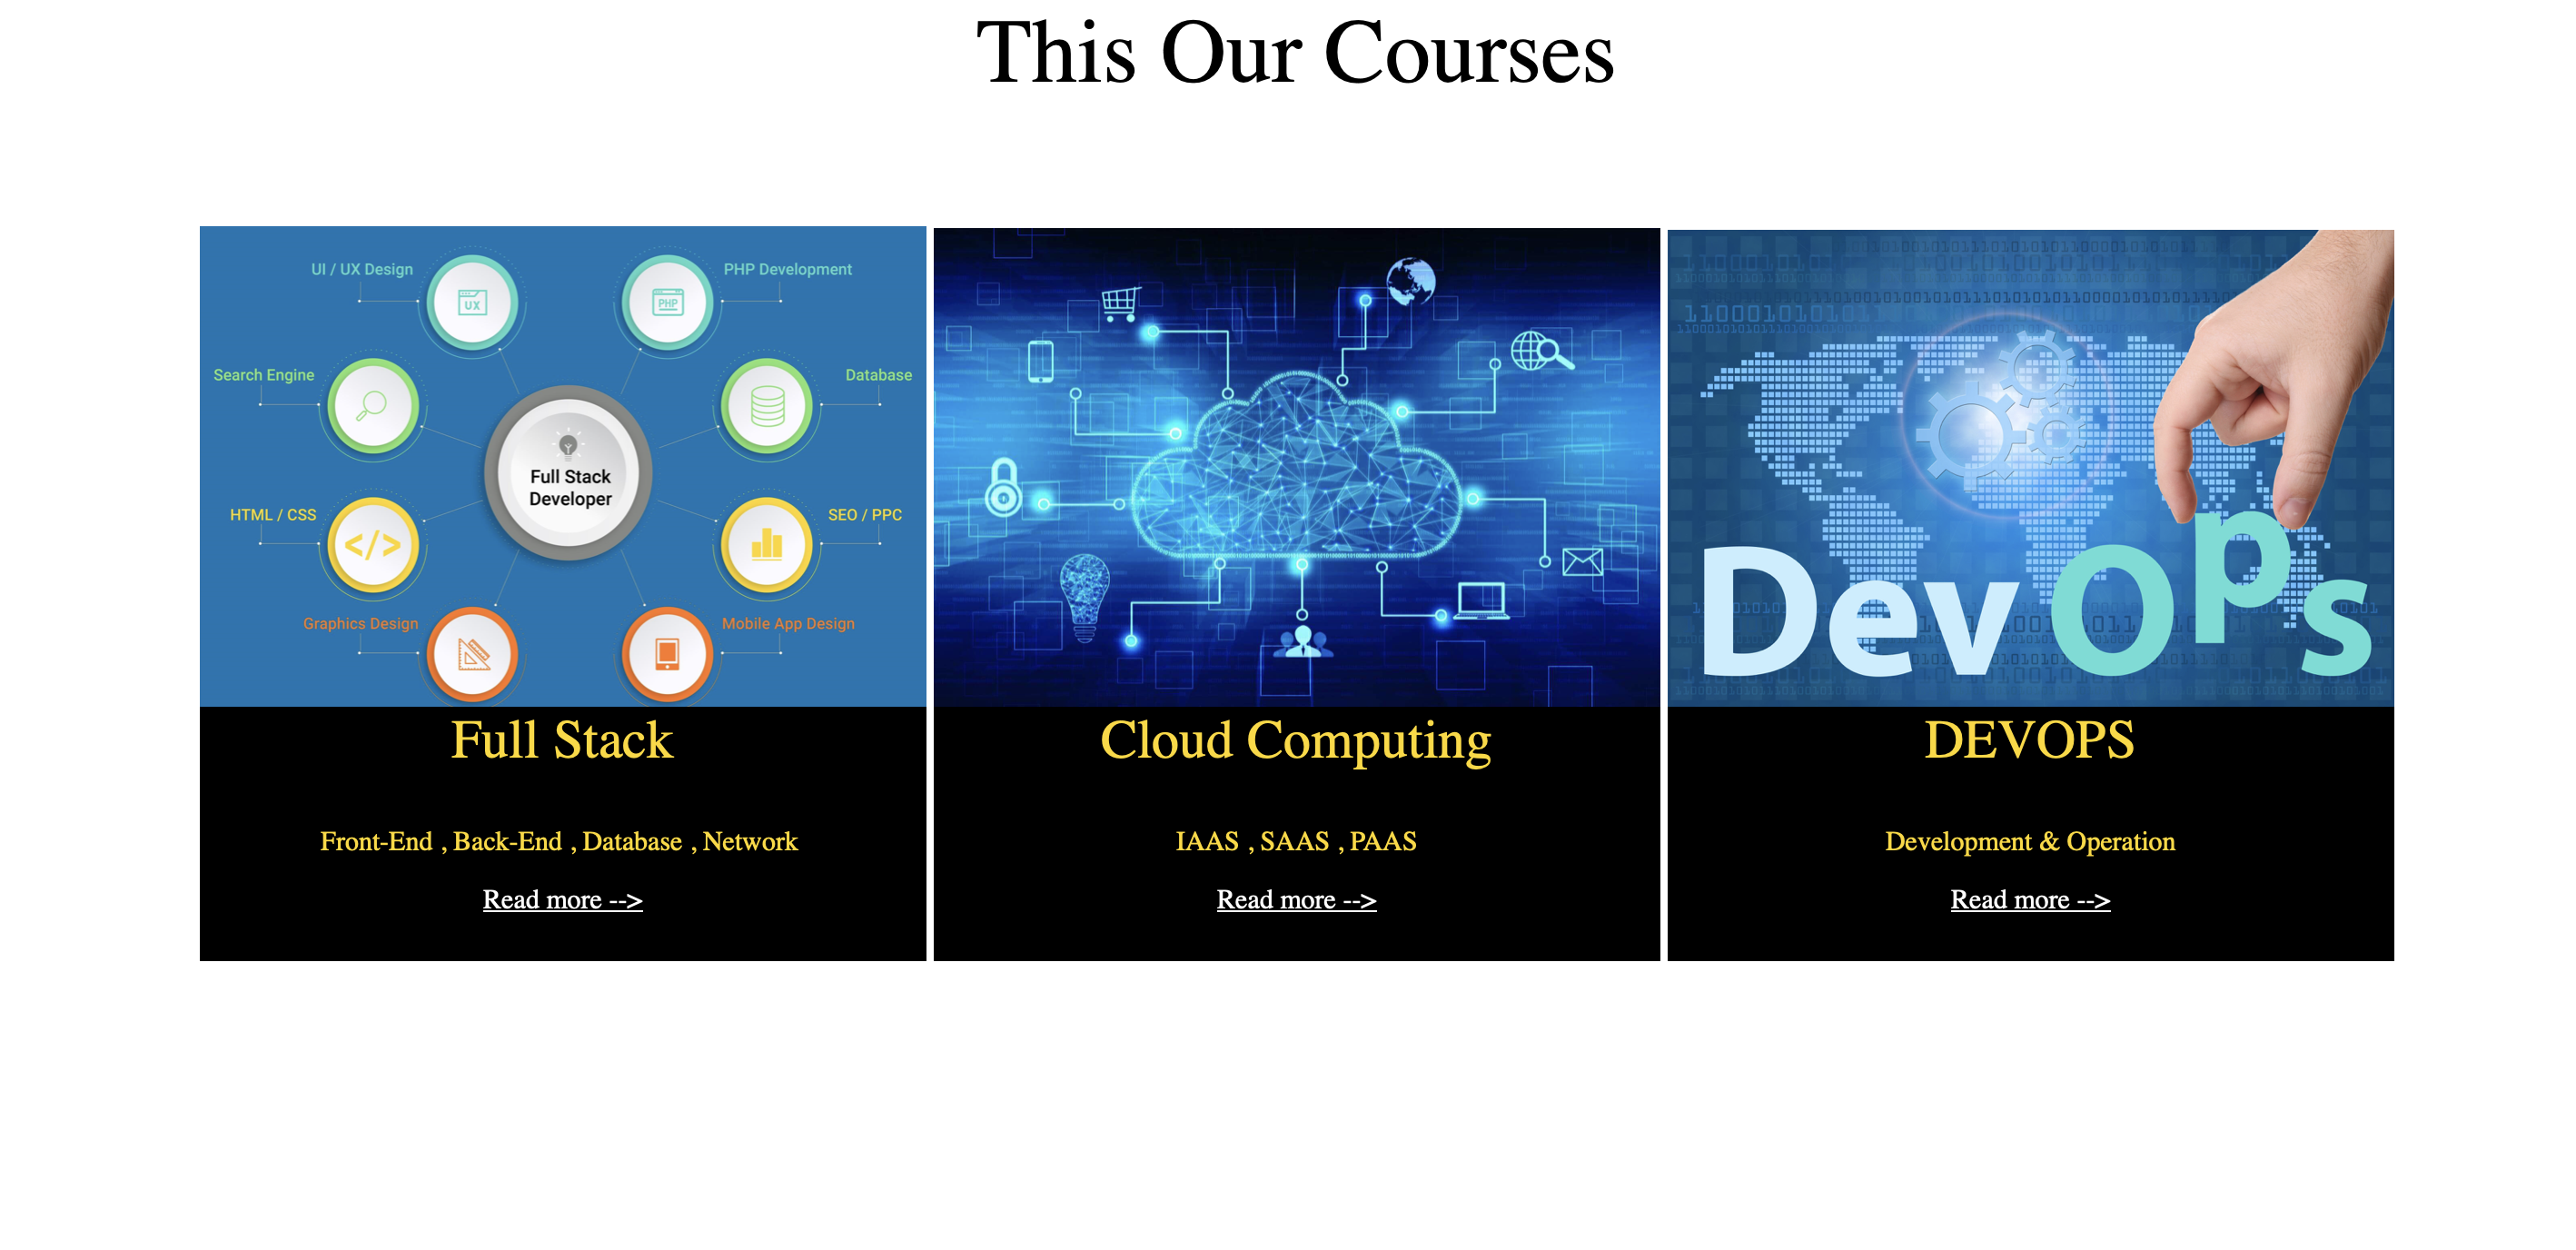 This Our Courses
UI / UX Design
UX
PHP Development
PHP
Search Engine
Database
Full Stack
Developer
HTML / CSS
</>
SEO / PPC
Graphics Design
Mobile App Design
DevOps
Full Stack
Front-End , Back-End , Database , Network
Read more -->
Cloud Computing
IAAS , SAAS , PAAS
Read more -->
DEVOPS
Development & Operation
Read more -->